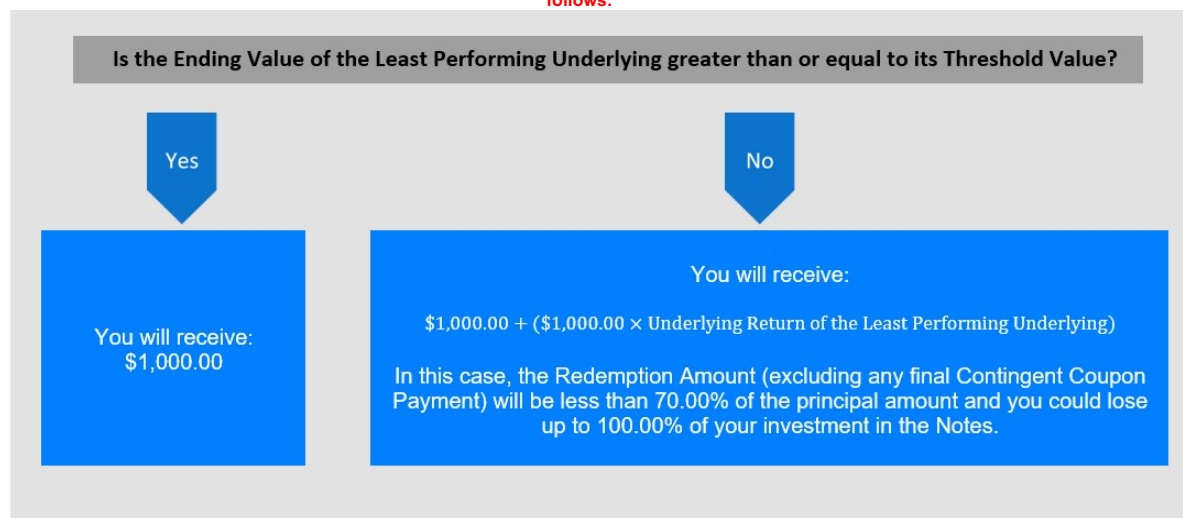 follows:
Is the Ending Value of the Least Performing Underlying greater than or equal to its Threshold Value?
Yes
No
You will receive:
$1,000.00
You will receive:
$1,000.00 + ($1,000.00 × Underlying Return of the Least Performing Underlying)
In this case, the Redemption Amount (excluding any final Contingent Coupon
Payment) will be less than 70.00% of the principal amount and you could lose
up to 100.00% of your investment in the Notes.